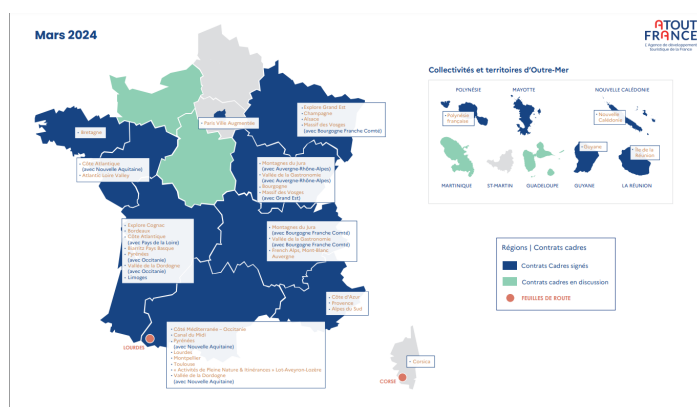 Mars 2024
ATOUT
FRANCE
L'Agence de développement
touristique de la France
• Bretagne
• Paris Ville Augmentée
• Explore Grand Est
• Champagne
• Alsace
• Massif des Vosges
(avec Bourgogne Franche Comté)
• Côte Atlantique
(avec Nouvelle Aquitaine)
• Atlantic Loire Valley
• Montagnes du Jura
(avec Auvergne-Rhône-Alpes)
• Vallée de la Gastronomie
(avec Auvergne-Rhône-Alpes)
• Bourgogne
• Massif des Vosges
(avec Grand Est)
• Explore Cognac
• Bordeaux
• Côte Atlantique
(avec Pays de la Loire)
• Biarritz Pays Basque
• Pyrénées
(avec Occitanie)
• Vallée de la Dordogne
(avec Occitanie)
• Limoges
• Montagnes du Jura
(avec Bourgogne Franche Comté)
• Vallée de la Gastronomie
(avec Bourgogne Franche Comté)
• French Alps, Mont-Blanc
Auvergne
• Côte d'Azur
• Provence
• Alpes du Sud
LOURDES
• Côté Méditerranée - Occitanie
• Canal du Midi
• Pyrénées
(avec Nouvelle Aquitaine)
• Lourdes
• Montpellier
• Toulouse
• « Activités de Pleine Nature & Itinérances » Lot-Aveyron-Lozère
• Vallée de la Dordogne
(avec Nouvelle Aquitaine)
• Corsica
CORSE
Collectivités et territoires d'Outre-Mer
POLYNÉSIE
MAYOTTE
NOUVELLE CALÉDONIE
• Polynésie
française
• Nouvelle
Calédonie
• Guyane
• Île de la
Réunion
MARTINIQUE
ST-MARTIN
GUADELOUPE
GUYANE
LA RÉUNION
Régions | Contrats cadres
Contrats Cadres signés
Contrats cadres en discussion
FEUILLES DE ROUTE